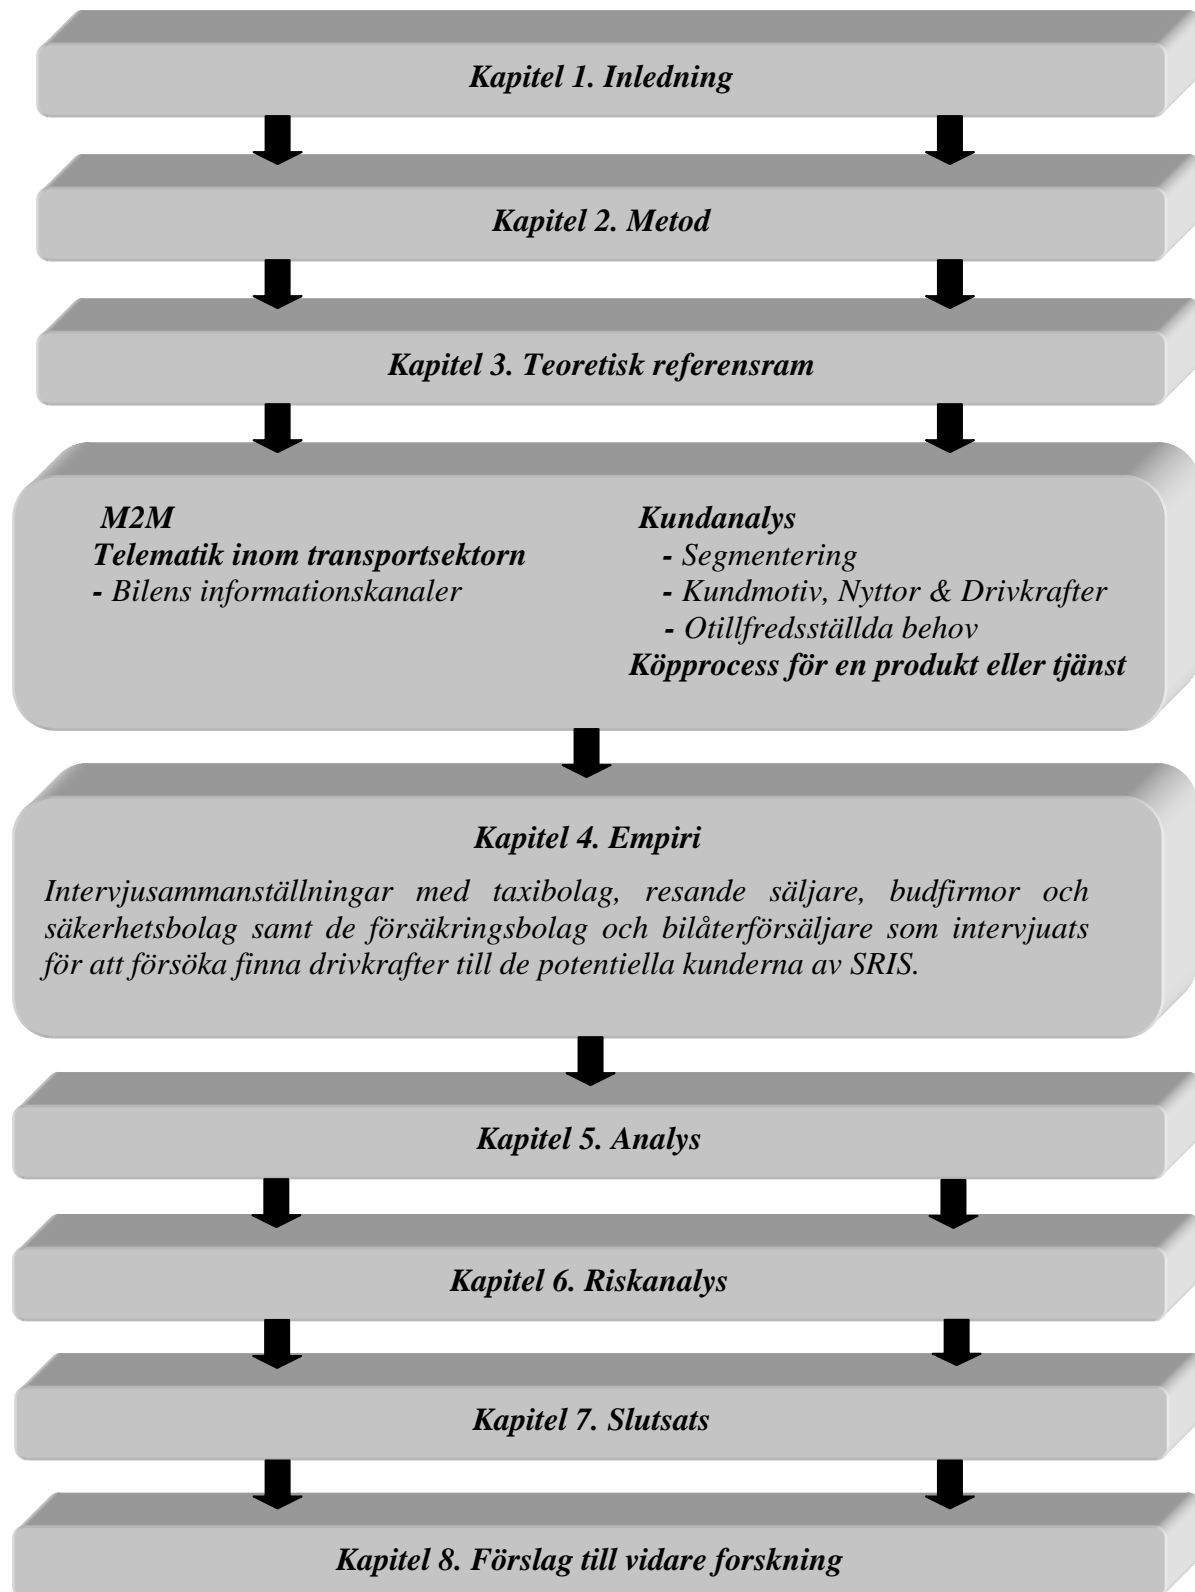 Kapitel 1. Inledning
Kapitel 2. Metod
Kapitel 3. Teoretisk referensram
M2M
Telematik inom transportsektorn
- Bilens informationskanaler
Kundanalys
- Segmentering
- Kundmotiv, Nyttor & Drivkrafter
- Otillfredsställda behov
Köpprocess för en produkt eller tjänst
Kapitel 4. Empiri
Intervjusammanställningar med taxibolag, resande säljare, budfirmor och
säkerhetsbolag samt de försäkringsbolag och bilåterförsäljare som intervjuats
för att försöka finna drivkrafter till de potentiella kunderna av SRIS.
Kapitel 5. Analys
Kapitel 6. Riskanalys
Kapitel 7. Slutsats
Kapitel 8. Förslag till vidare forskning